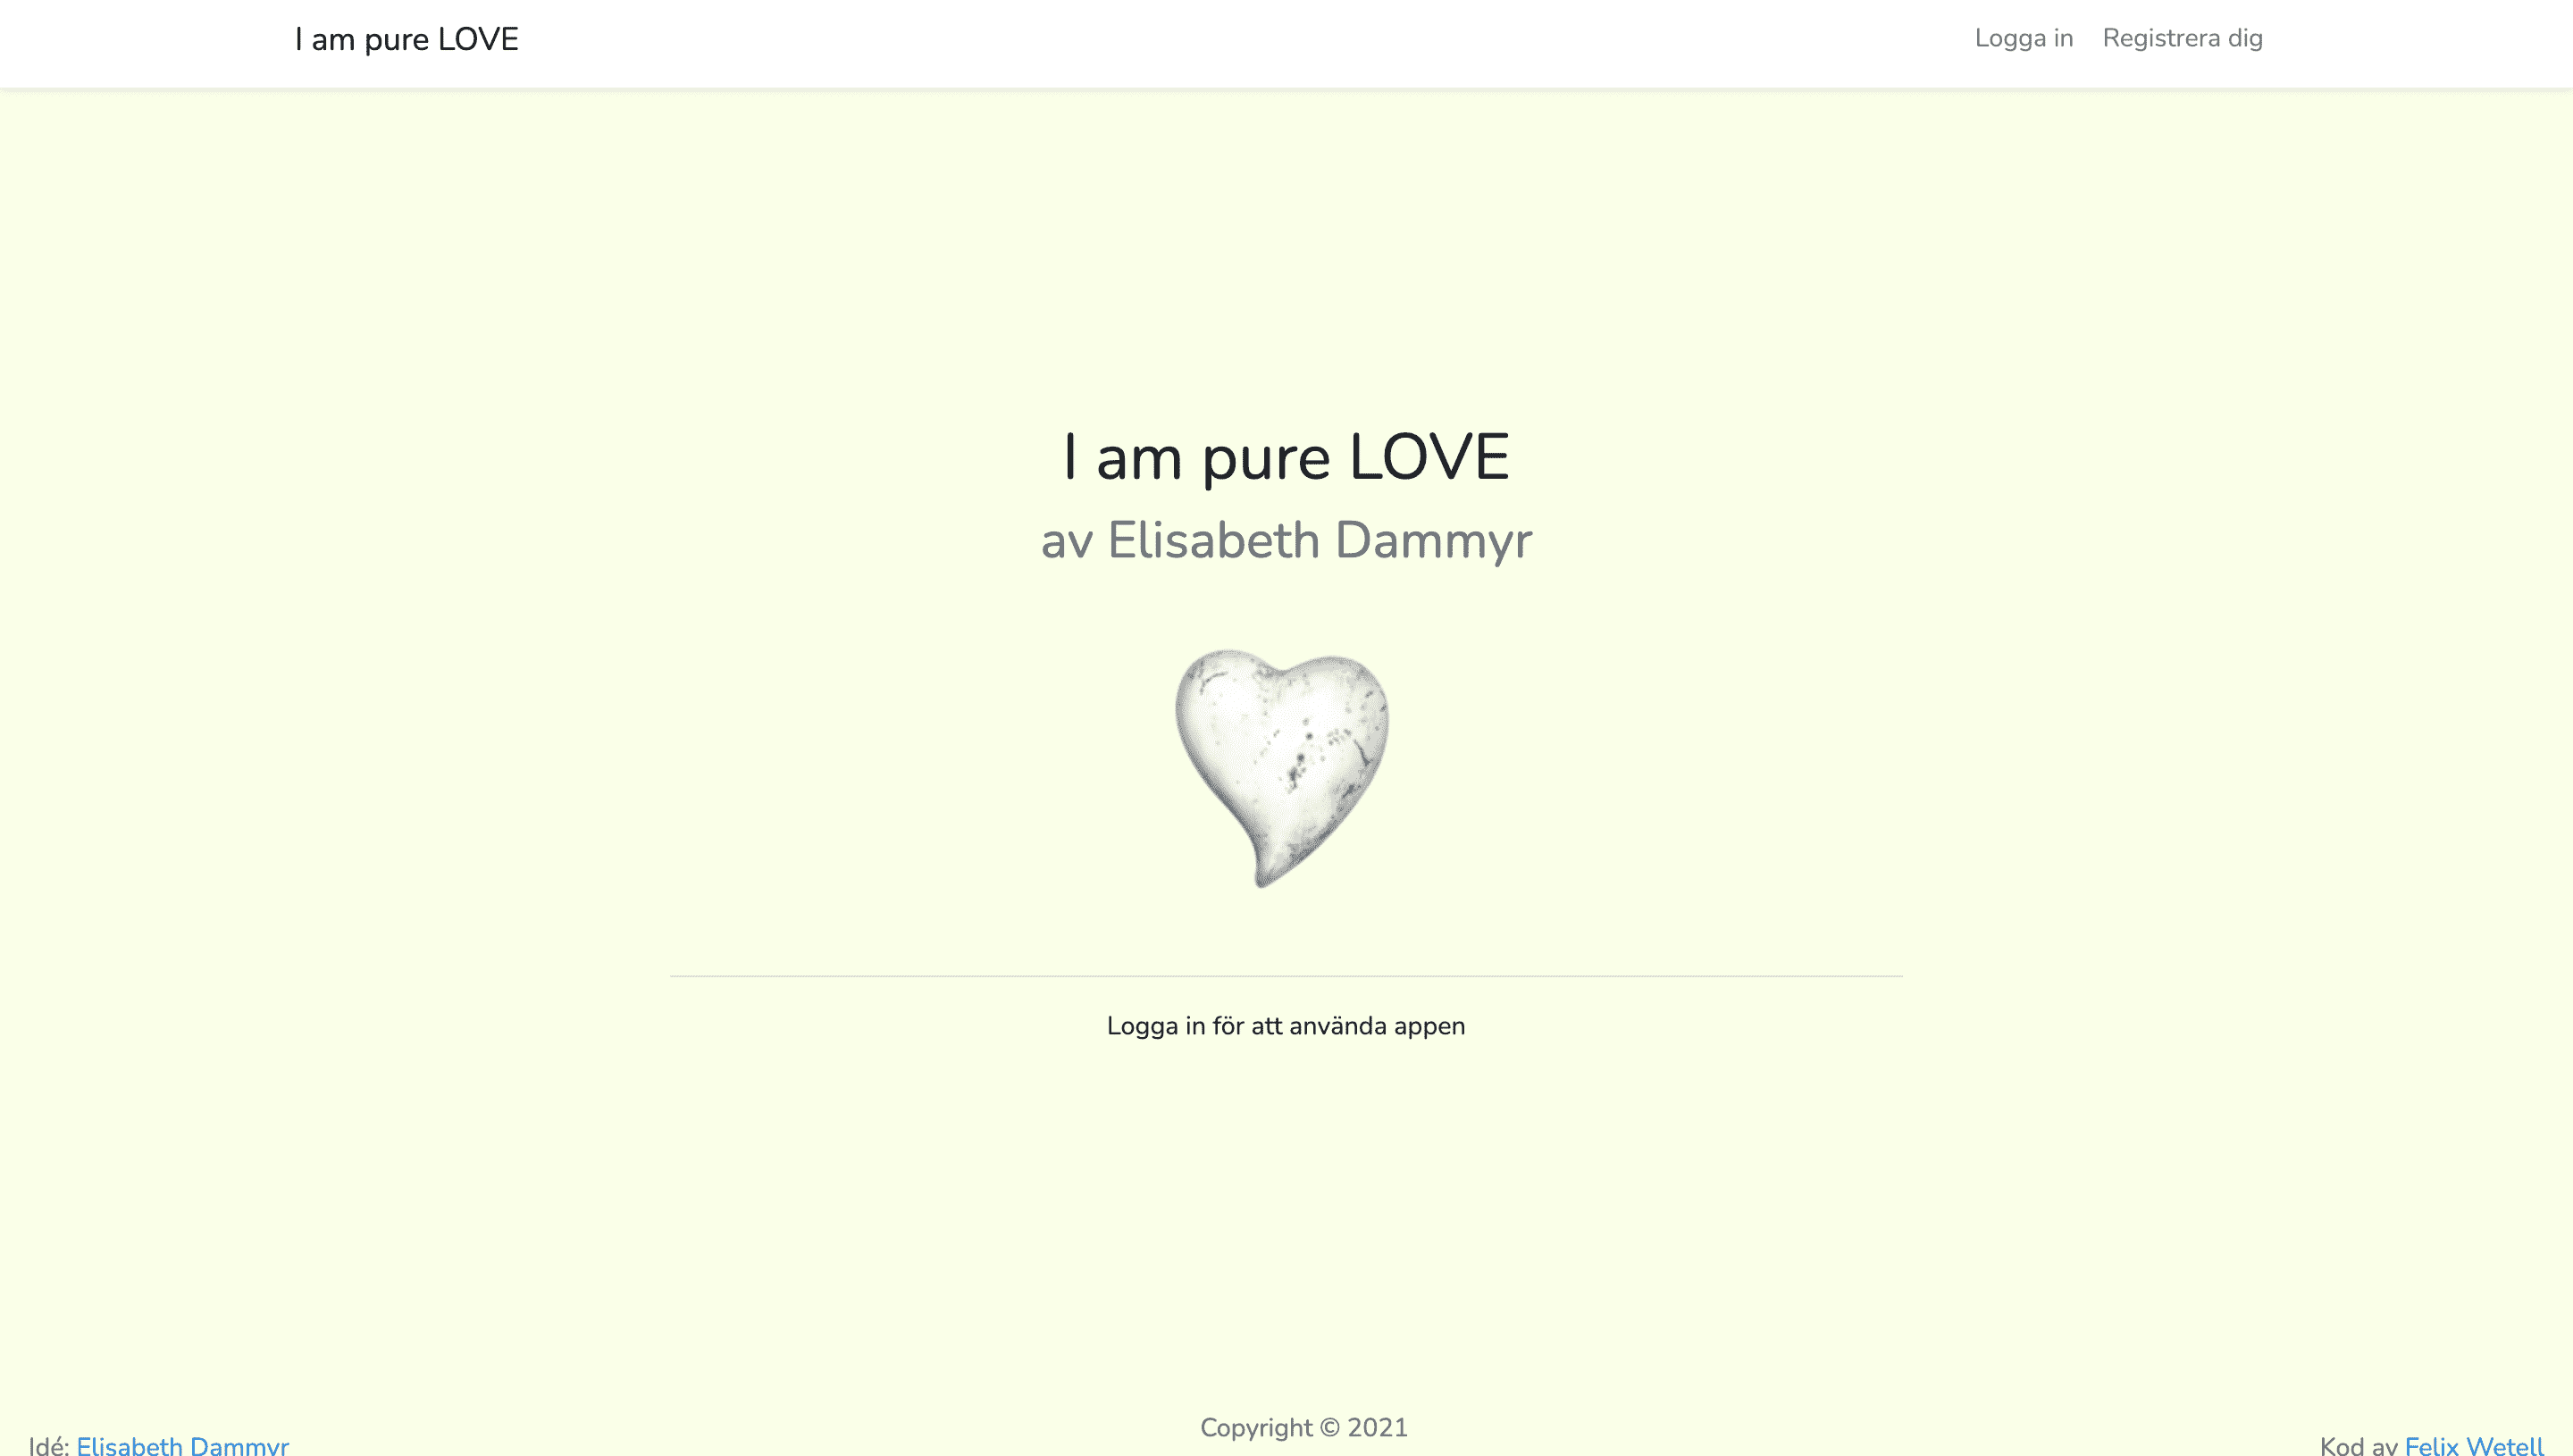 I am pure LOVE
Logga in Registrera dig
I am pure LOVE
av Elisabeth Dammyr
Logga in för att använda appen
Copyright © 2021
Idé: Elisabeth Dammyr
Kod av Felix Wetell